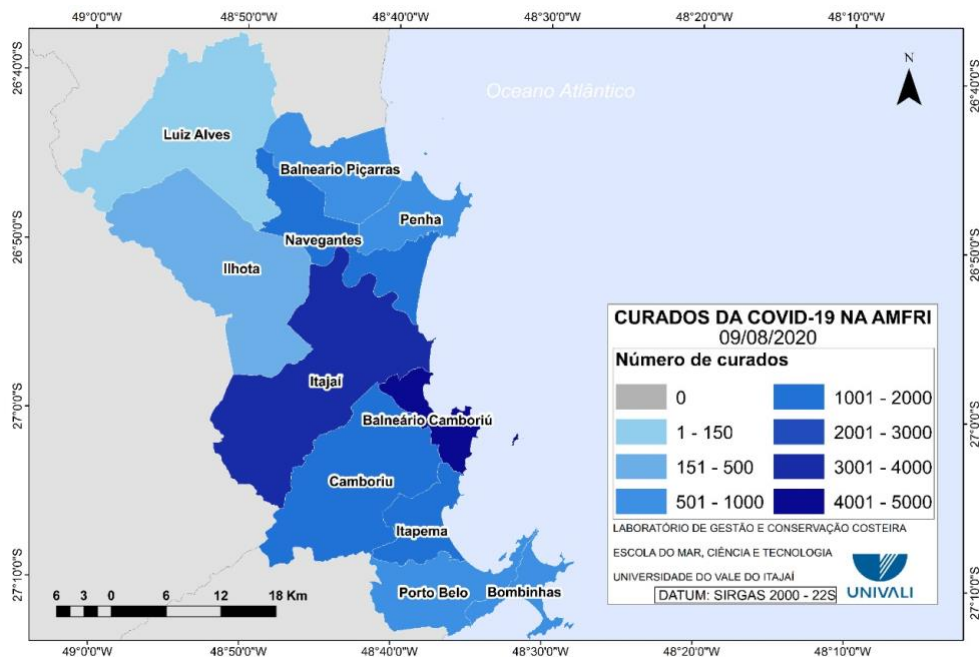 49°0'0"W 48°50'0"W 48°40'0"W 48°30'0"W 48°20'0"W 48°10'0"W
26°40'0"S
26°40'0"S
Oceano Atlântico
N
Luiz Alves
Balneario Piçarras
Penha
Navegantes
26°50'0"S
26°50'0"S
Ilhota
Itajaí
27°0'0"S
27°0'0"S
Balneário Camboriú
Camboriu
Itapema
27°10'0"S
27°10'0"S
Porto Belo
Bombinhas
CURADOS DA COVID-19 NA AMFRI
09/08/2020
Número de curados
0
1 - 150
151 - 500
501 - 1000
1001 - 2000
2001 - 3000
3001 - 4000
4001 - 5000
LABORATÓRIO DE GESTÃO E CONSERVAÇÃO COSTEIRA
ESCOLA DO MAR, CIÊNCIA E TECNOLOGIA
UNIVERSIDADE DO VALE DO ITAJAÍ
DATUM: SIRGAS 2000 - 22S
UNIVALI
6 3 0 6 12 18 Km
49°0'0"W 48°50'0"W 48°40'0"W 48°30'0"W 48°20'0"W 48°10'0"W